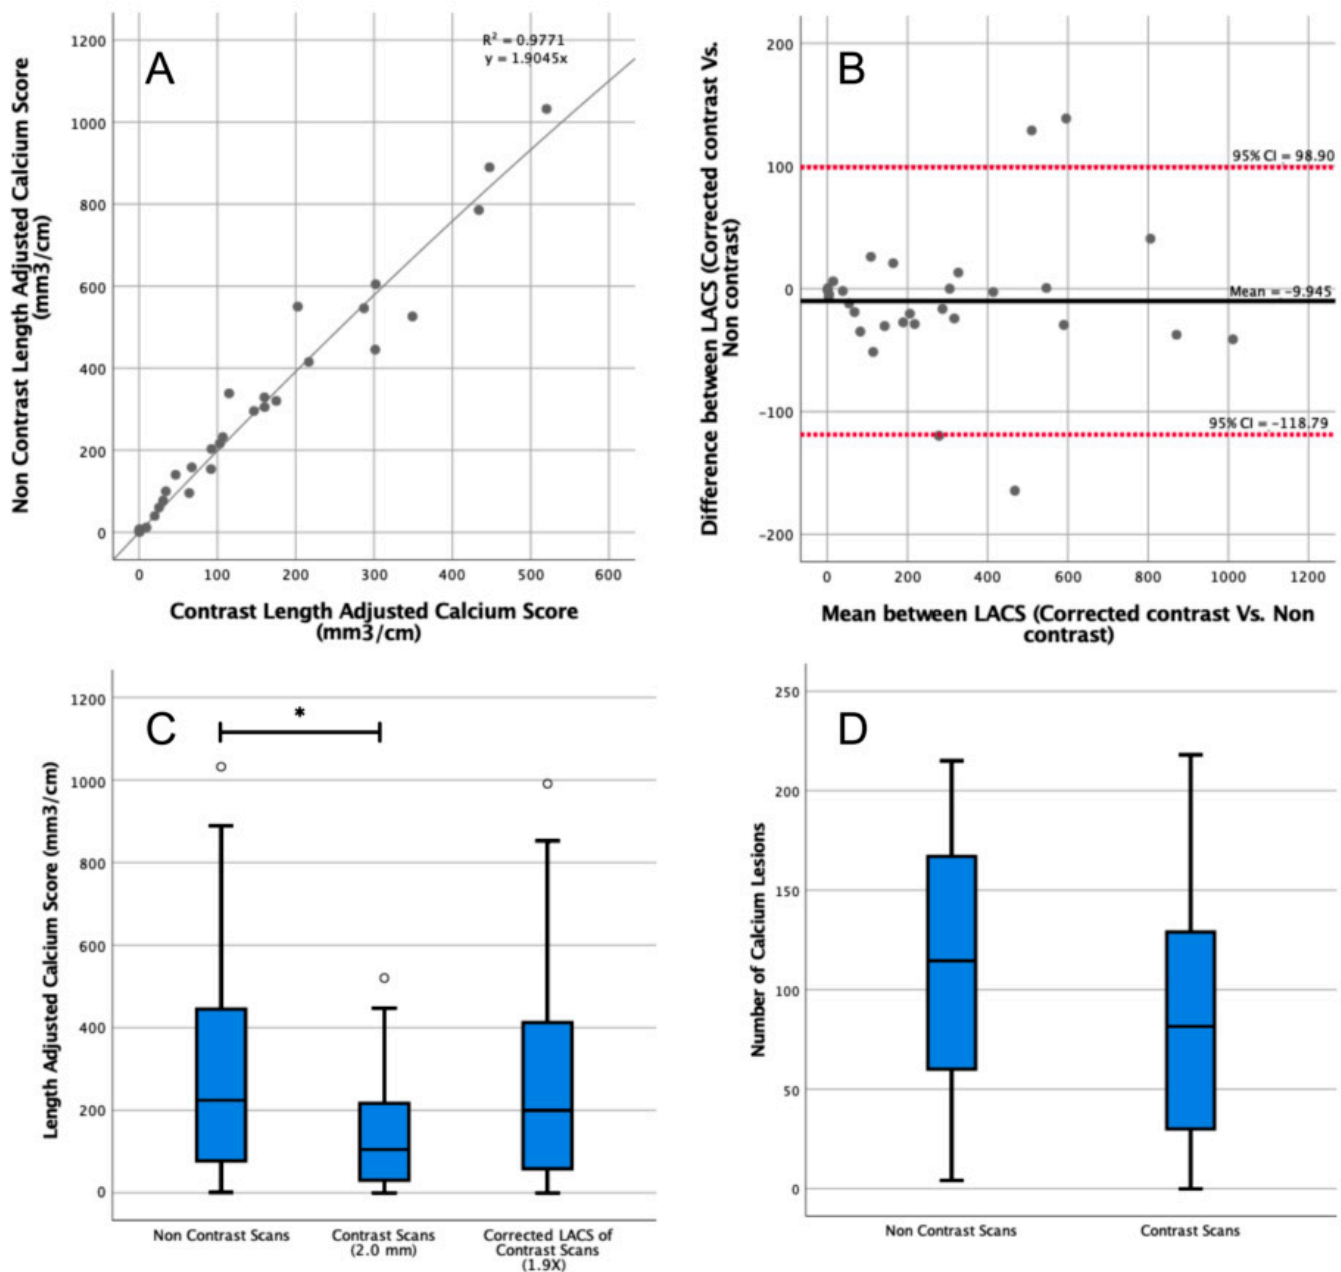 A
R² = 0.9771
y = 1.9045x
Non Contrast Length Adjusted Calcium Score
(mm3/cm)
1200
1000
800
600
400
200
0
0 100 200 300 400 500 600
Contrast Length Adjusted Calcium Score
(mm3/cm)
B
Difference between LACS (Corrected contrast Vs.
Non contrast)
200
100
0
-100
-200
95% CI = 98.90
Mean = -9.945
95% CI = -118.79
0 200 400 600 800 1000 1200
Mean between LACS (Corrected contrast Vs. Non
contrast)
C
*
Length Adjusted Calcium Score (mm3/cm)
1200
1000
800
600
400
200
0
Non Contrast Scans
Contrast Scans
(2.0 mm)
Corrected LACS of
Contrast Scans
(1.9X)
D
Number of Calcium Lesions
250
200
150
100
50
0
Non Contrast Scans
Contrast Scans